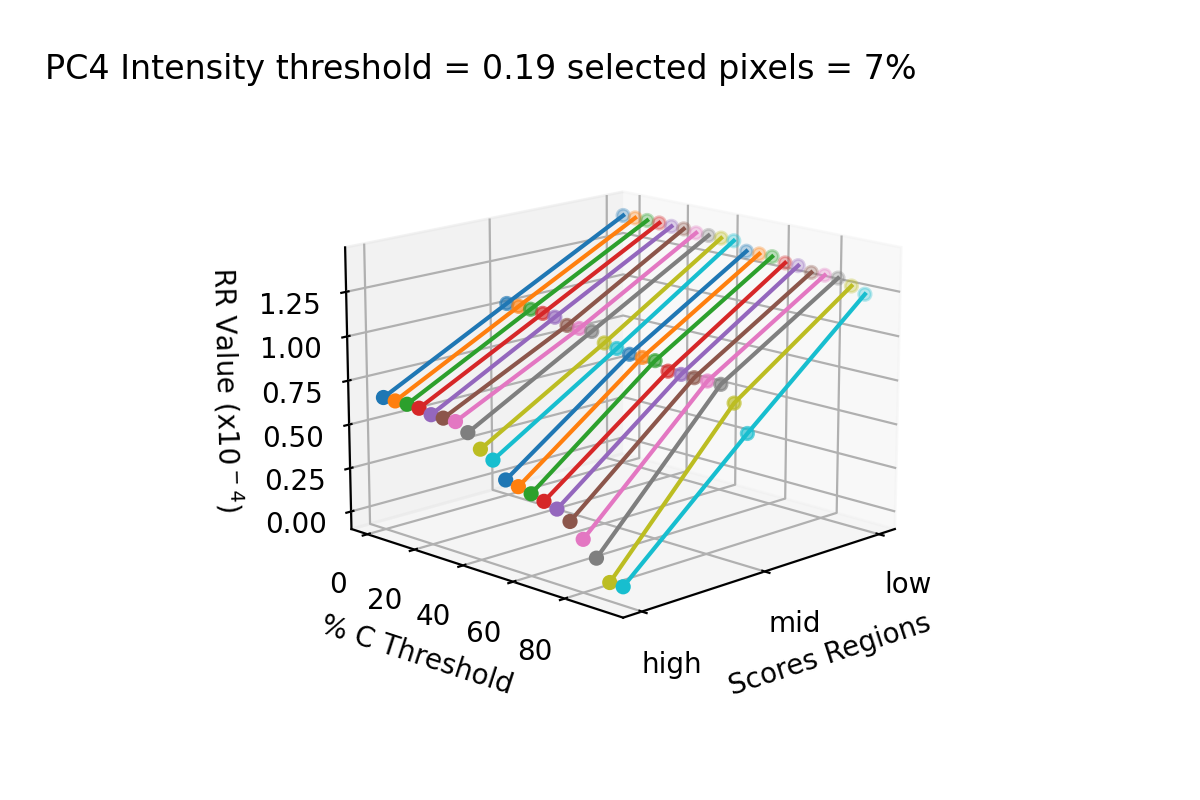 PC4 Intensity threshold = 0.19 selected pixels = 7%
RR Value (x10⁻⁴)
1.25
1.00
0.75
0.50
0.25
0.00
0
20
40
60
80
% C Threshold
low
mid
high
Scores Regions